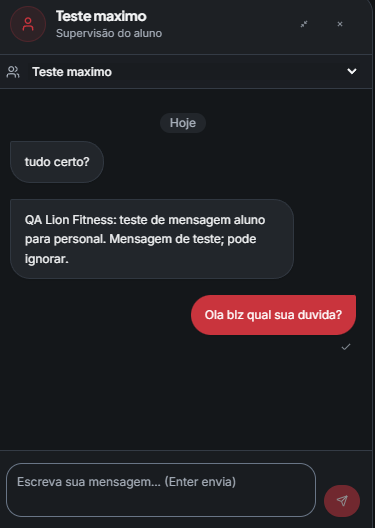 Teste maximo
Supervisão do aluno
Teste maximo
Hoje
tudo certo?
QA Lion Fitness: teste de mensagem aluno
para personal. Mensagem de teste; pode
ignorar.
Ola blz qual sua duvida?
Escreva sua mensagem... (Enter envia)